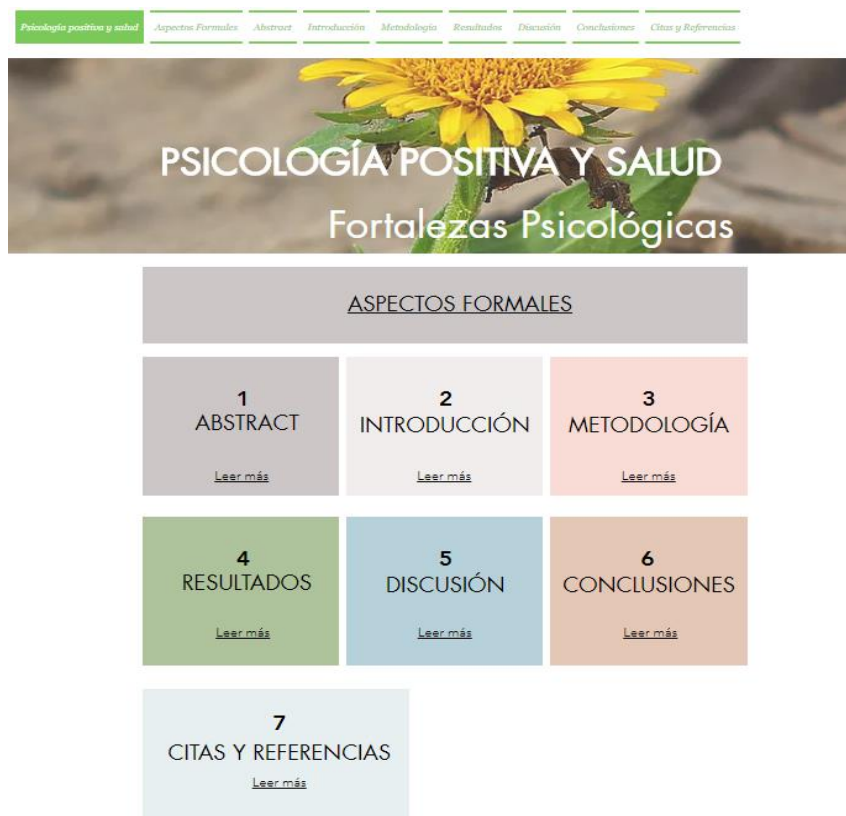 Psicología positiva y salud Aspectos Formales Abstract Introducción Metodología Resultados Discusión Conclusiones Citas y Referencias
PSICOLOGÍA POSITIVA Y SALUD
Fortalezas Psicológicas
ASPECTOS FORMALES
1
ABSTRACT
Leer más
2
INTRODUCCIÓN
Leer más
3
METODOLOGÍA
Leer más
4
RESULTADOS
Leer más
5
DISCUSIÓN
Leer más
6
CONCLUSIONES
Leer más
7
CITAS Y REFERENCIAS
Leer más